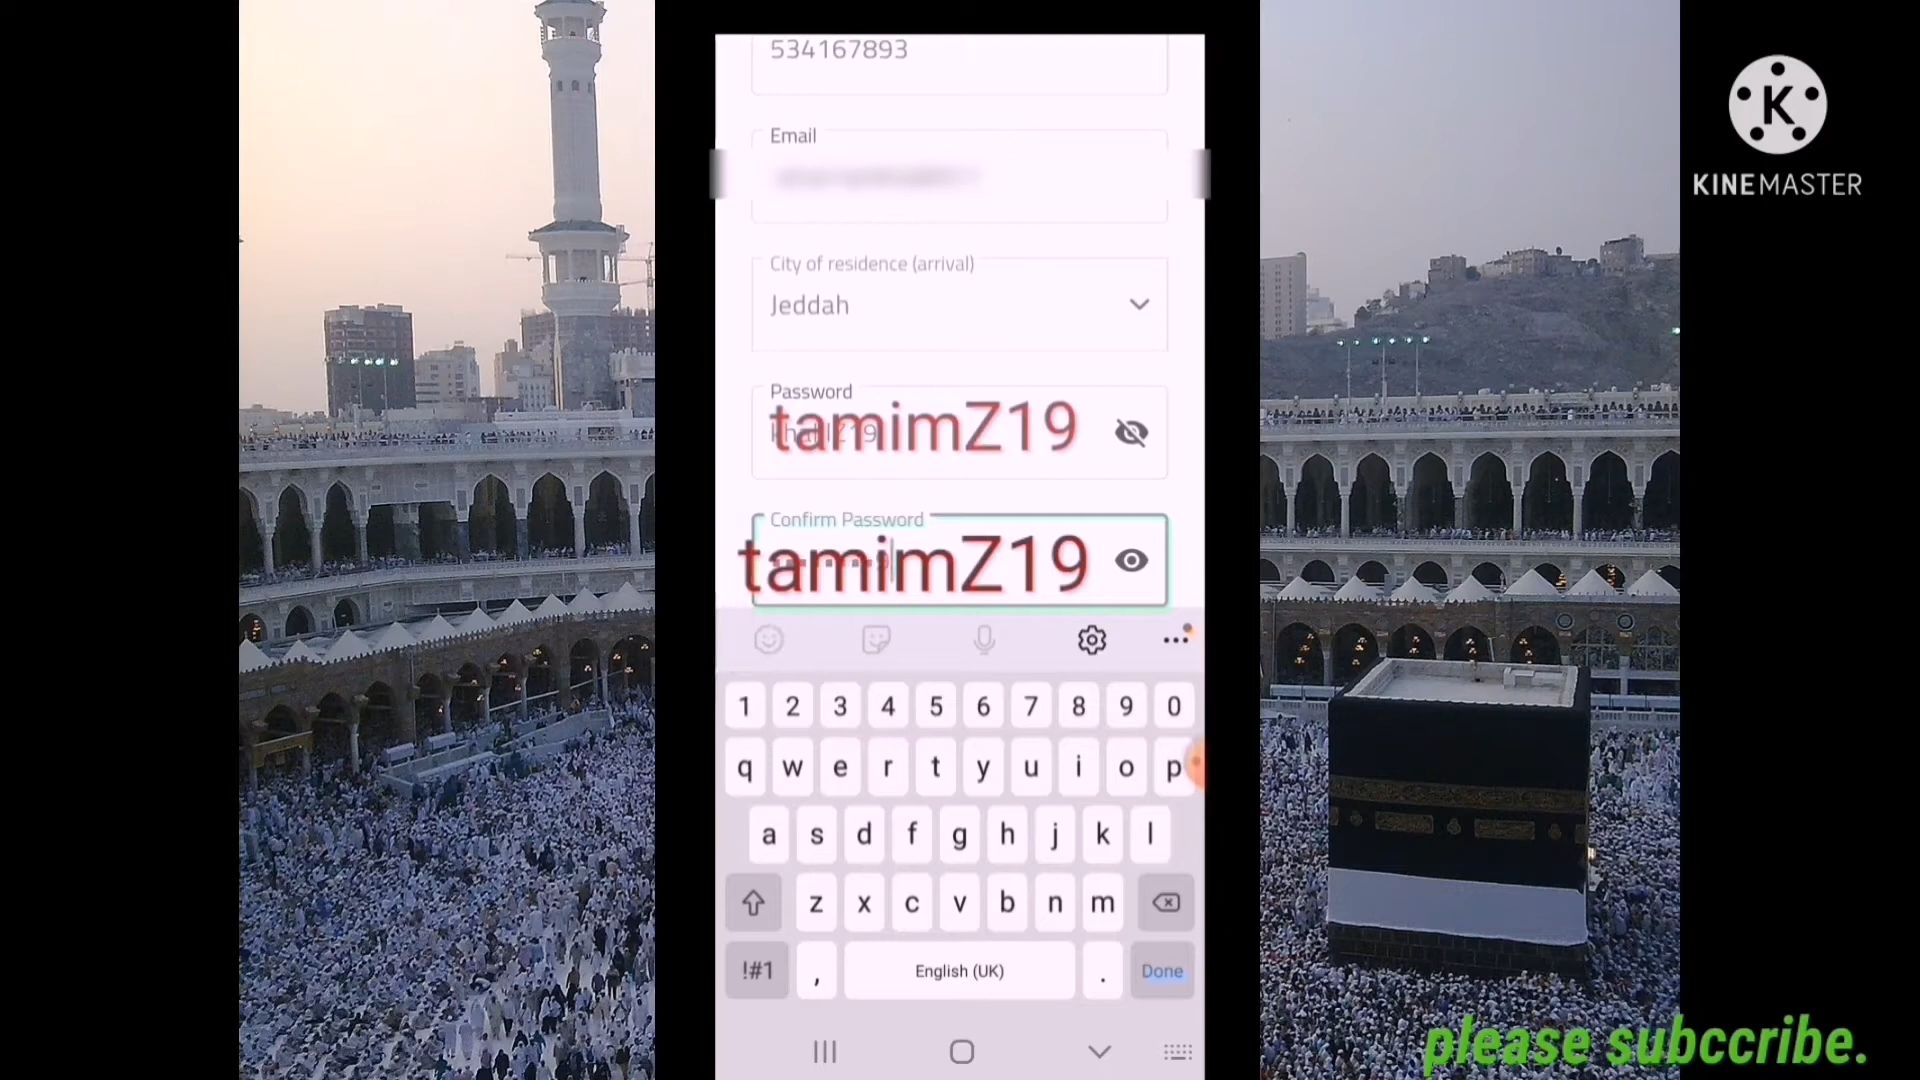 534167893
Email
City of residence (arrival)
Jeddah
Password
tamimZ19
Confirm Password
tamimZ19
1 2 3 4 5 6 7 8 9 0
q w e r t y u i o p
a s d f g h j k l
z x c v b n m
!#1 , English (UK) . Done
K
KINEMASTER
please subccribe.